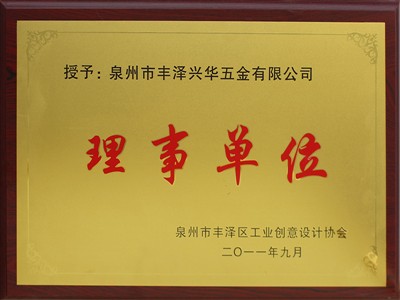 授予：泉州市丰泽兴华五金有限公司
理事单位
泉州市丰泽区工业创意设计协会
二〇一一年九月